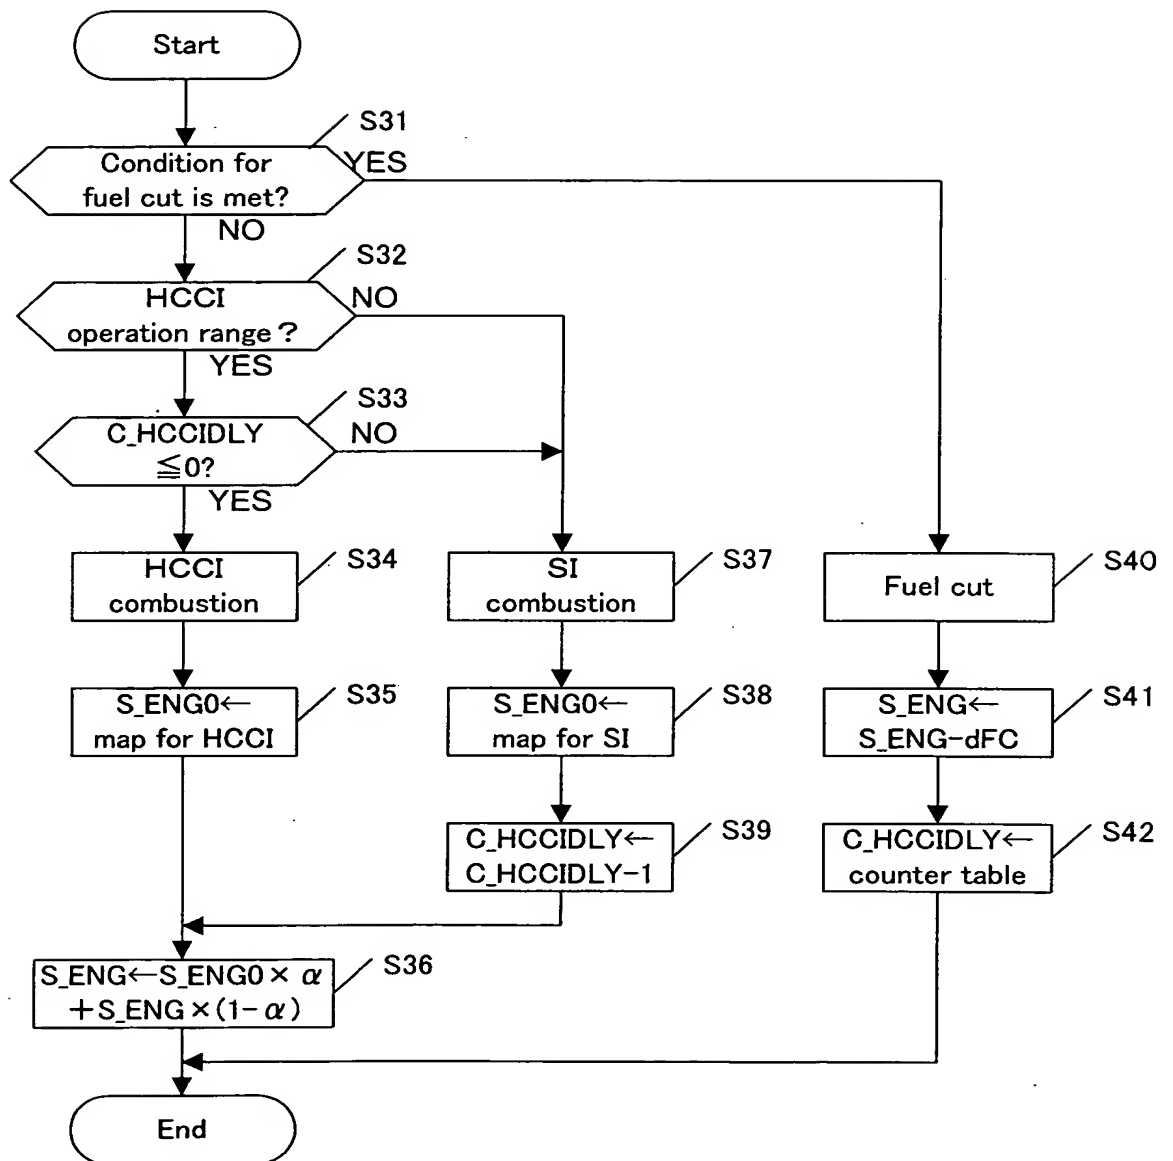 Start
S31
Condition for
fuel cut is met?
YES
NO
S32
HCCI
operation range?
NO
YES
S33
C_HCCIDLY
≦0?
NO
YES
HCCI
combustion
S34
SI
combustion
S37
Fuel cut
S40
S_ENG0←
map for HCCI
S35
S_ENG0←
map for SI
S38
S_ENG←
S_ENG-dFC
S41
C_HCCIDLY←
C_HCCIDLY-1
S39
C_HCCIDLY←
counter table
S42
S_ENG←S_ENG0×α
+S_ENG×(1-α)
S36
End